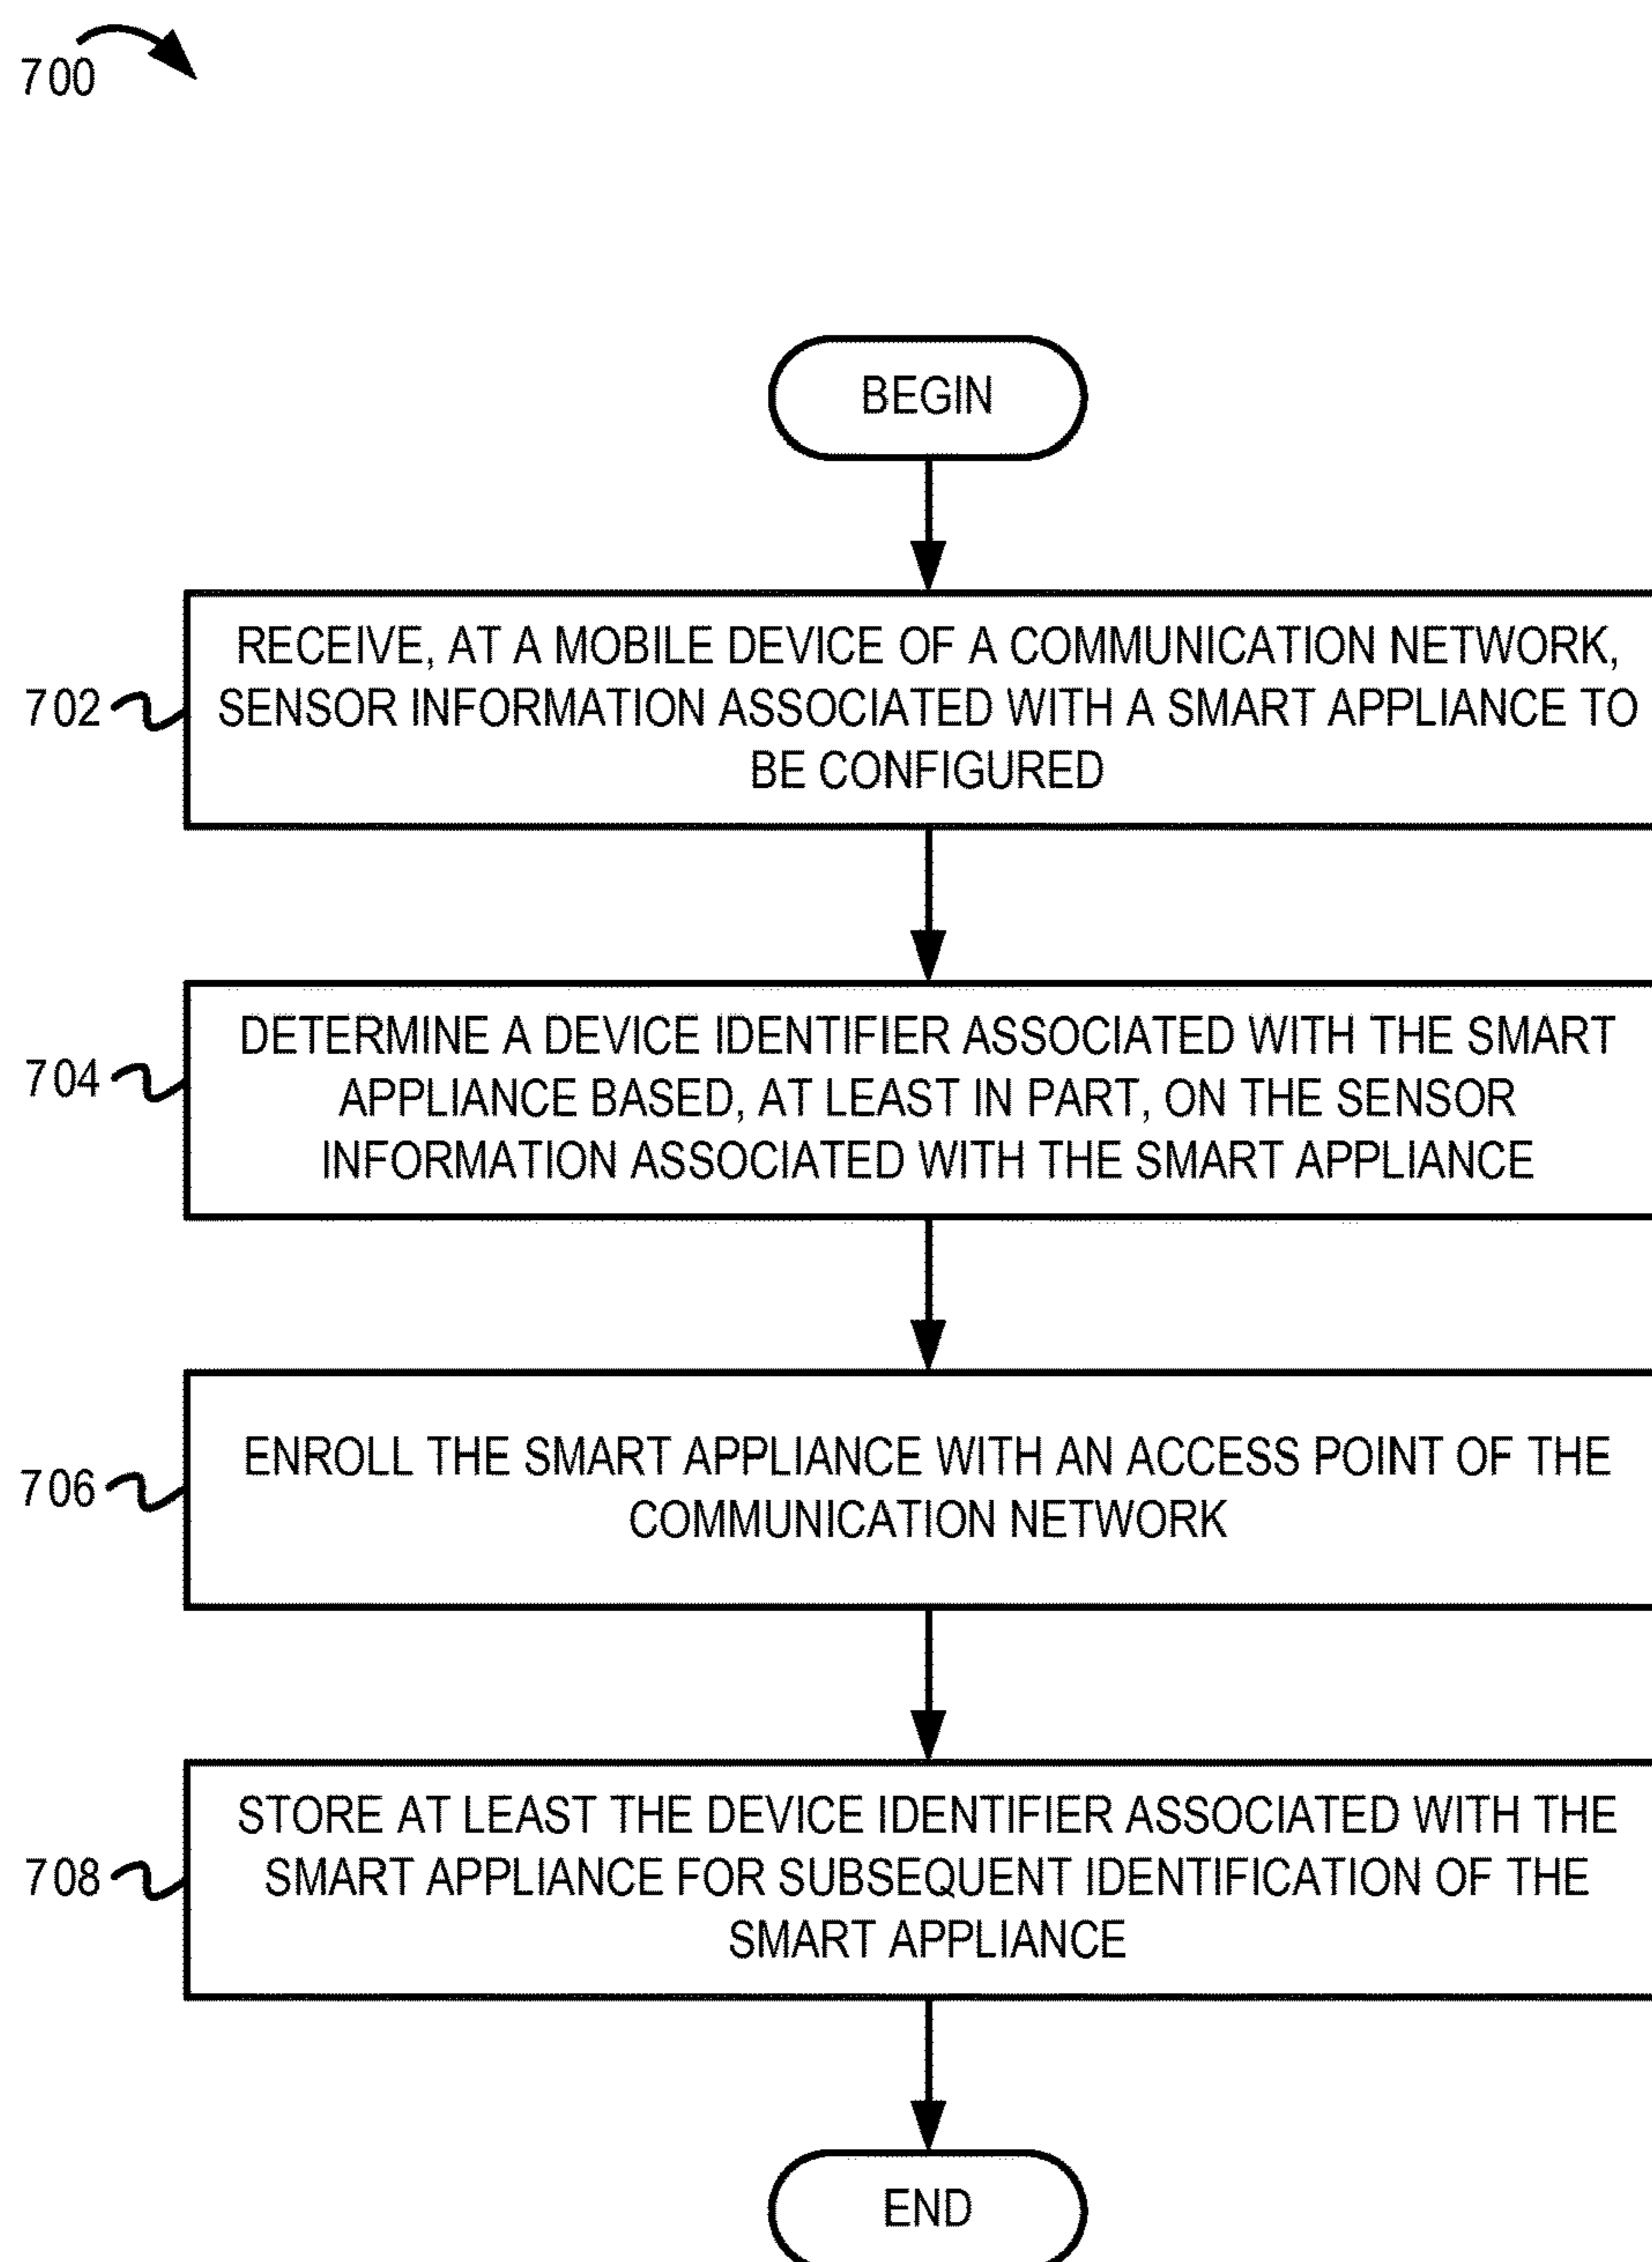 700
BEGIN
702
RECEIVE, AT A MOBILE DEVICE OF A COMMUNICATION NETWORK,
SENSOR INFORMATION ASSOCIATED WITH A SMART APPLIANCE TO
BE CONFIGURED
704
DETERMINE A DEVICE IDENTIFIER ASSOCIATED WITH THE SMART
APPLIANCE BASED, AT LEAST IN PART, ON THE SENSOR
INFORMATION ASSOCIATED WITH THE SMART APPLIANCE
706
ENROLL THE SMART APPLIANCE WITH AN ACCESS POINT OF THE
COMMUNICATION NETWORK
708
STORE AT LEAST THE DEVICE IDENTIFIER ASSOCIATED WITH THE
SMART APPLIANCE FOR SUBSEQUENT IDENTIFICATION OF THE
SMART APPLIANCE
END